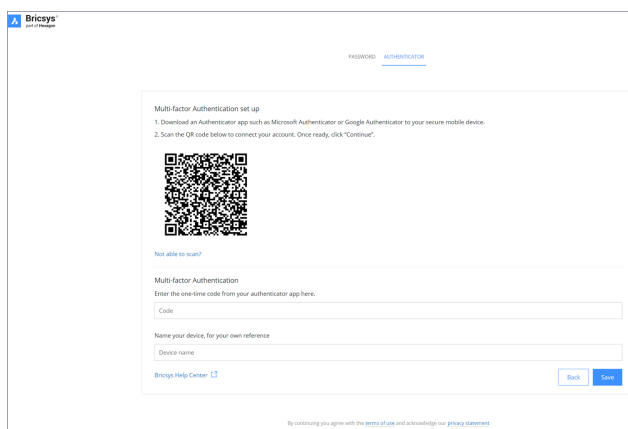 Bricsys®
part of Hexagon
PASSWORD AUTHENTICATOR
Multi-factor Authentication set up
1. Download an Authenticator app such as Microsoft Authenticator or Google Authenticator to your secure mobile device.
2. Scan the QR code below to connect your account. Once ready, click "Continue".
Not able to scan?
Multi-factor Authentication
Enter the one-time code from your authenticator app here.
Code
Name your device, for your own reference
Device name
Bricsys Help Center
Back Save
By continuing you agree with the terms of use and acknowledge our privacy statement